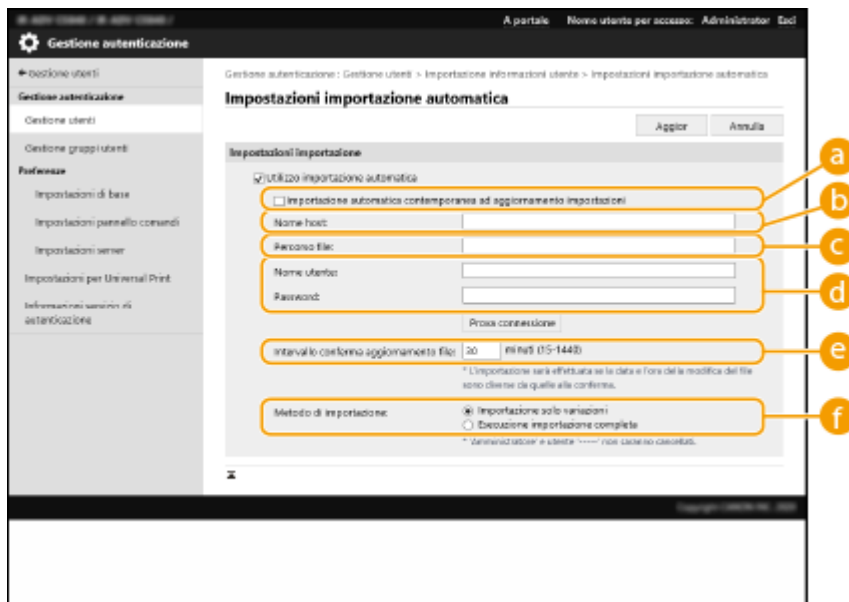 A portale Nome utente per accesso: Administrator Esci
Gestione autenticazione
Gestione utenti
Gestione autenticazione : Gestione utenti > Importazione informazioni utente > Impostazioni importazione automatica
Gestione autenticazione
Impostazioni importazione automatica
Gestione utenti
Aggior Annulla
Gestione gruppi utenti
Impostazioni importazione
a
Preferenze
Utilizzo importazione automatica
Impostazioni di base
Importazione automatica contemporanea ad aggiornamento impostazioni
b
Impostazioni pannello comandi
Nome host:
c
Percorso file:
Impostazioni server
Nome utente:
d
Impostazioni per Universal Print
Password:
Informazioni servizio di
autenticazione
Prova connessione
e
Intervallo conferma aggiornamento file: 30 minuti (15-1440)
* L'importazione sarà effettuata se la data e l'ora della modifica del file
sono diverse da quelle alla conferma.
f
Metodo di importazione: Importazione solo variazioni
Esecuzione importazione completa
* 'Amministratore' e utente '-----' non saranno cancellati.